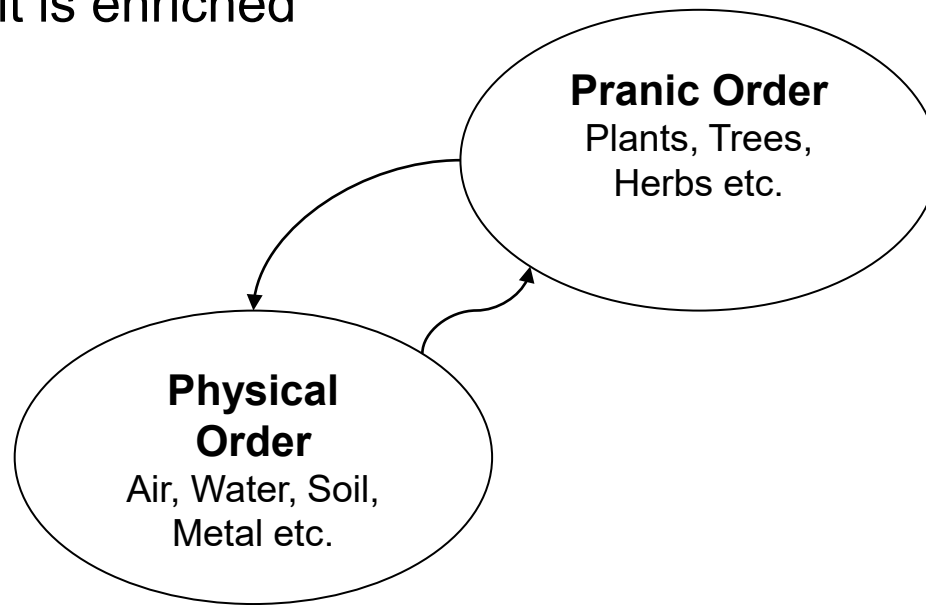 it is enriched
Pranic Order
Plants, Trees,
Herbs etc.
Physical
Order
Air, Water, Soil,
Metal etc.